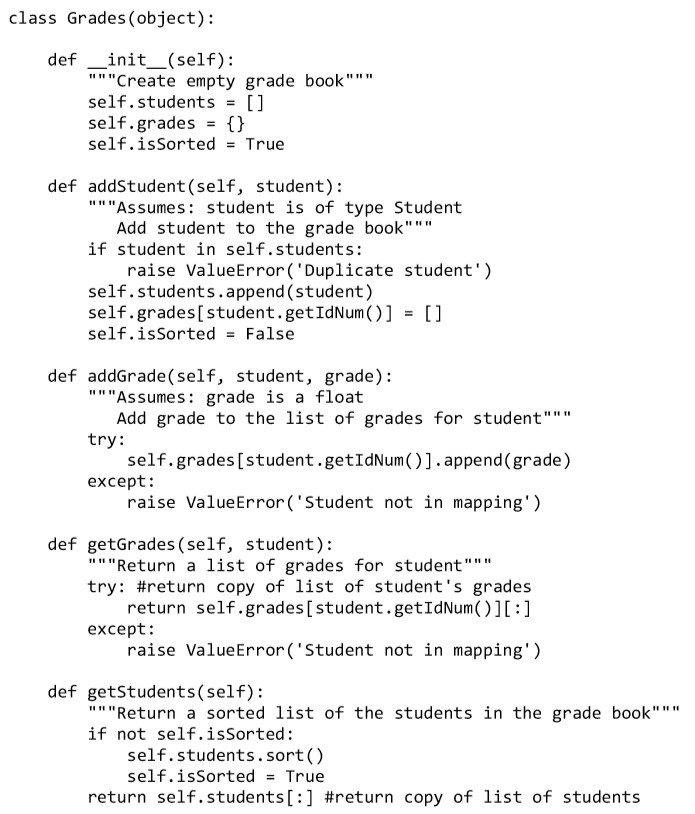 class Grades(object):

    def __init__(self):
        """Create empty grade book"""
        self.students = []
        self.grades = {}
        self.isSorted = True

    def addStudent(self, student):
        """Assumes: student is of type Student
           Add student to the grade book"""
        if student in self.students:
            raise ValueError('Duplicate student')
        self.students.append(student)
        self.grades[student.getIdNum()] = []
        self.isSorted = False

    def addGrade(self, student, grade):
        """Assumes: grade is a float
           Add grade to the list of grades for student"""
        try:
            self.grades[student.getIdNum()].append(grade)
        except:
            raise ValueError('Student not in mapping')

    def getGrades(self, student):
        """Return a list of grades for student"""
        try: #return copy of list of student's grades
            return self.grades[student.getIdNum()][:]
        except:
            raise ValueError('Student not in mapping')

    def getStudents(self):
        """Return a sorted list of the students in the grade book"""
        if not self.isSorted:
            self.students.sort()
            self.isSorted = True
        return self.students[:] #return copy of list of students